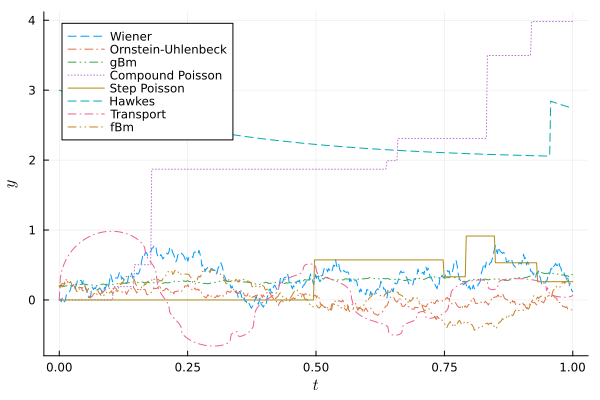 4
3
2
1
0
y
Wiener
Ornstein-Uhlenbeck
gBm
Compound Poisson
Step Poisson
Hawkes
Transport
fBm
0.00 0.25 0.50 0.75 1.00
t